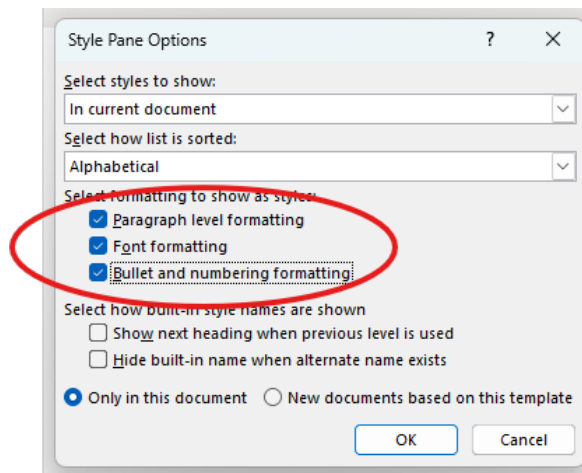 Style Pane Options ?
Select styles to show:
In current document
Select how list is sorted:
Alphabetical
Select formatting to show as styles:
Paragraph level formatting
Font formatting
Bullet and numbering formatting
Select how built-in style names are shown
Show next heading when previous level is used
Hide built-in name when alternate name exists
Only in this document New documents based on this template
OK Cancel